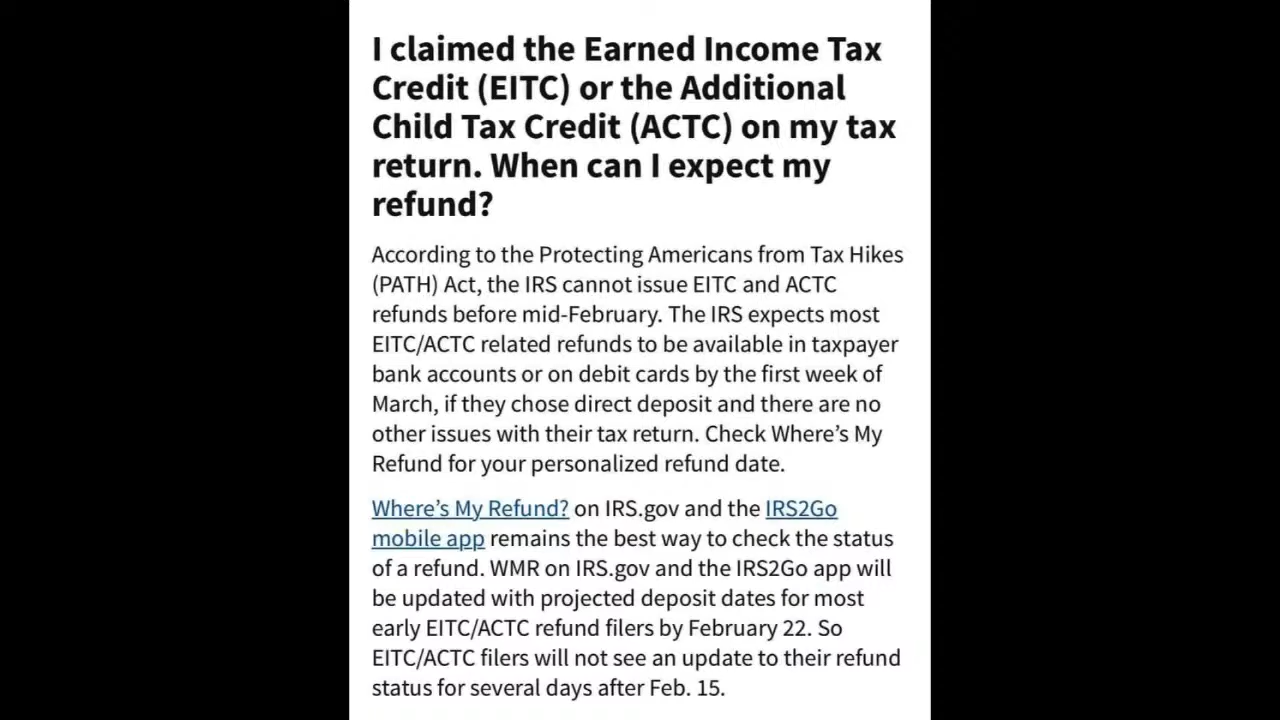 I claimed the Earned Income Tax
Credit (EITC) or the Additional
Child Tax Credit (ACTC) on my tax
return. When can I expect my
refund?
According to the Protecting Americans from Tax Hikes
(PATH) Act, the IRS cannot issue EITC and ACTC
refunds before mid-February. The IRS expects most
EITC/ACTC related refunds to be available in taxpayer
bank accounts or on debit cards by the first week of
March, if they chose direct deposit and there are no
other issues with their tax return. Check Where’s My
Refund for your personalized refund date.
Where’s My Refund? on IRS.gov and the IRS2Go
mobile app remains the best way to check the status
of a refund. WMR on IRS.gov and the IRS2Go app will
be updated with projected deposit dates for most
early EITC/ACTC refund filers by February 22. So
EITC/ACTC filers will not see an update to their refund
status for several days after Feb. 15.